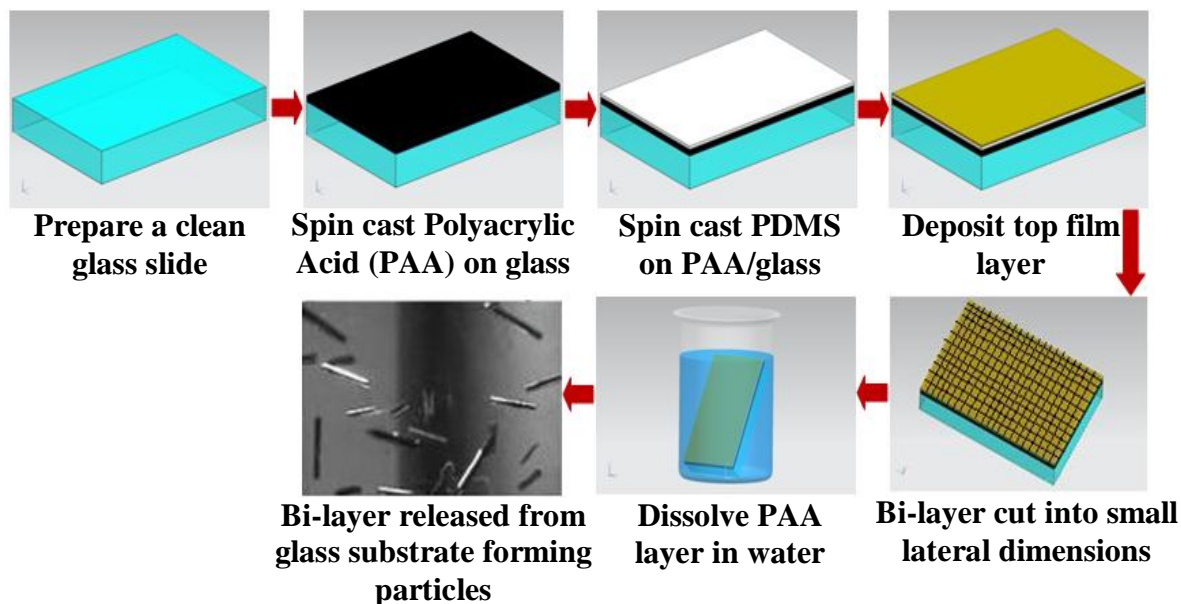 Prepare a clean
glass slide
Spin cast Polyacrylic
Acid (PAA) on glass
Spin cast PDMS
on PAA/glass
Deposit top film
layer
Bi-layer cut into small
lateral dimensions
Dissolve PAA
layer in water
Bi-layer released from
glass substrate forming
particles